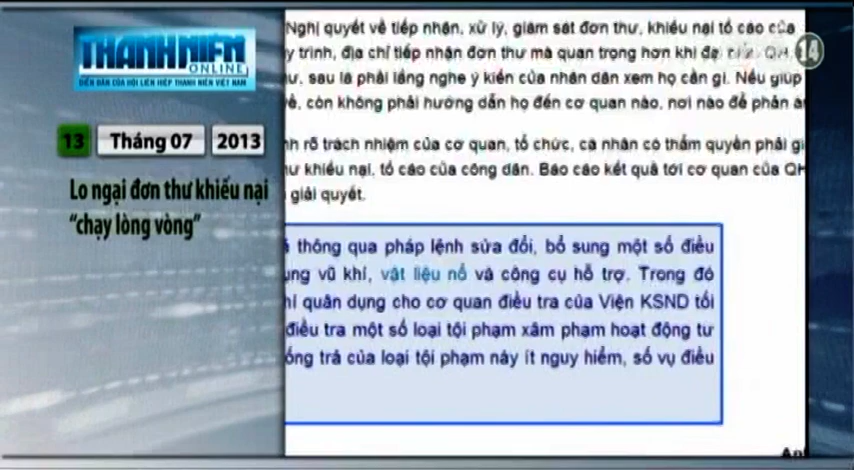 THANH NIÊN
ONLINE
DIỄN ĐÀN CỦA HỘI LIÊN HIỆP THANH NIÊN VIỆT NAM
13 Tháng 07 2013
Lo ngại đơn thư khiếu nại
"chạy lòng vòng"
14
Nghị quyết về tiếp nhận, xử lý, giám sát đơn thư, khiếu nại tố cáo của
y trình, địa chỉ tiếp nhận đơn thư mà quan trọng hơn khi đại QH
ư, sau là phải lắng nghe ý kiến của nhân dân xem họ cần gì. Nếu giúp
ề, còn không phải hướng dẫn họ đến cơ quan nào, nơi nào để phản á
nh rõ trách nhiệm của cơ quan, tổ chức, cá nhân có thẩm quyền phải gi
ư khiếu nại, tố cáo của công dân. Báo cáo kết quả tới cơ quan của QH
giải quyết.
thông qua pháp lệnh sửa đổi, bổ sung một số điều
ụng vũ khí, vật liệu nổ và công cụ hỗ trợ. Trong đó
hí quân dụng cho cơ quan điều tra của Viện KSND tối
điều tra một số loại tội phạm xâm phạm hoạt động tư
ống trả của loại tội phạm này ít nguy hiểm, số vụ điều